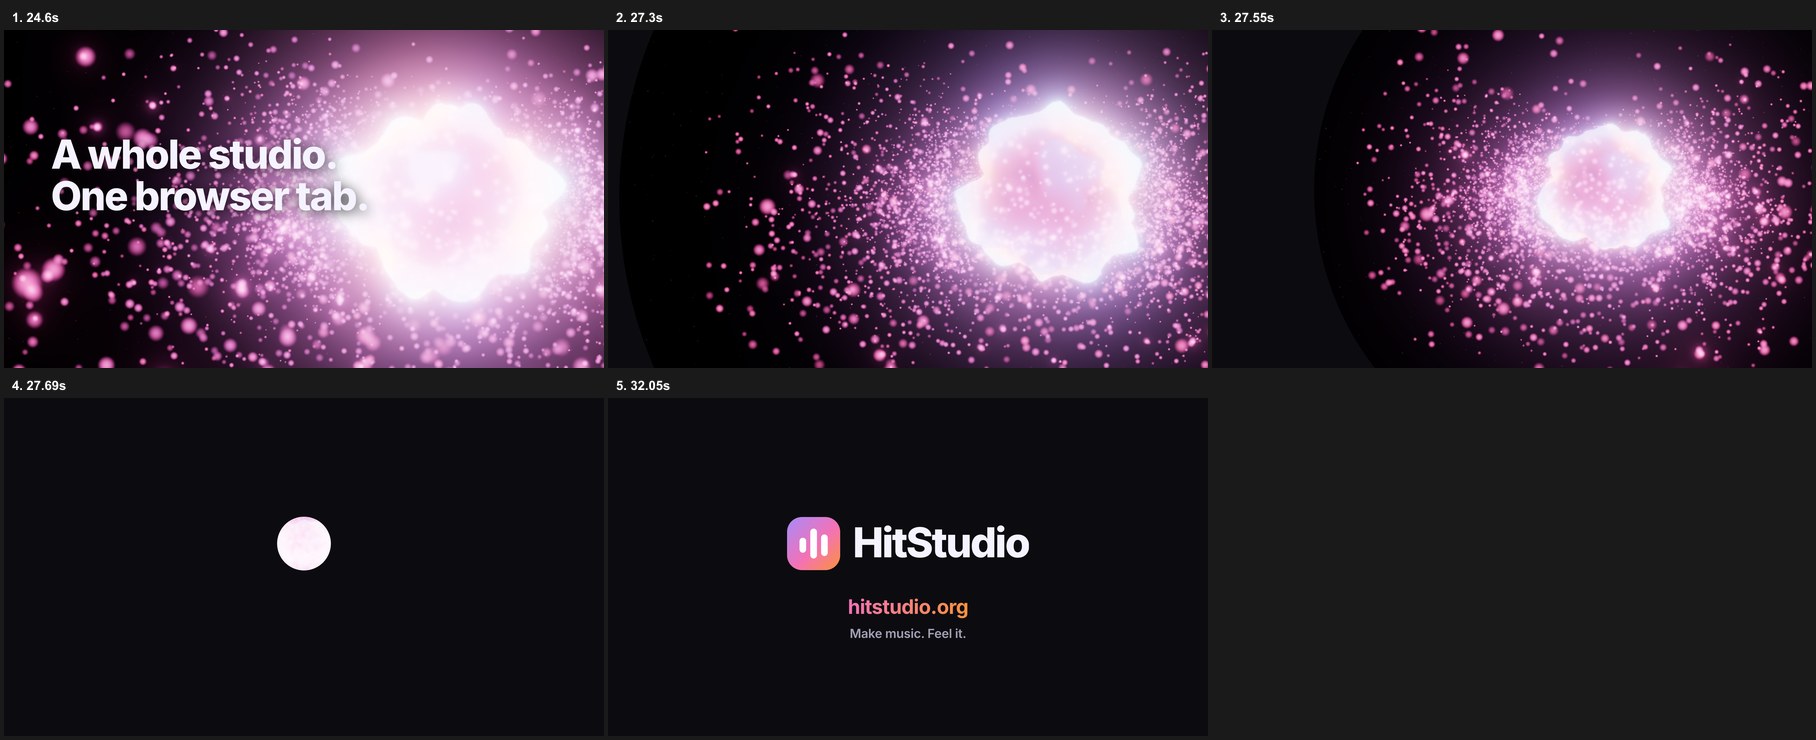 1. 24.6s
2. 27.3s
3. 27.55s
A whole studio.
One browser tab.
4. 27.69s
5. 32.05s
HitStudio
hitstudio.org
Make music. Feel it.